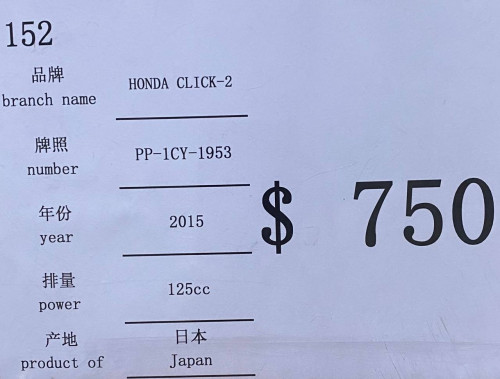 152
品牌 HONDA CLICK-2
branch name
牌照 PP-1CY-1953
number
年份 2015
year
$ 750
排量 125cc
power
产地 日本
product of Japan